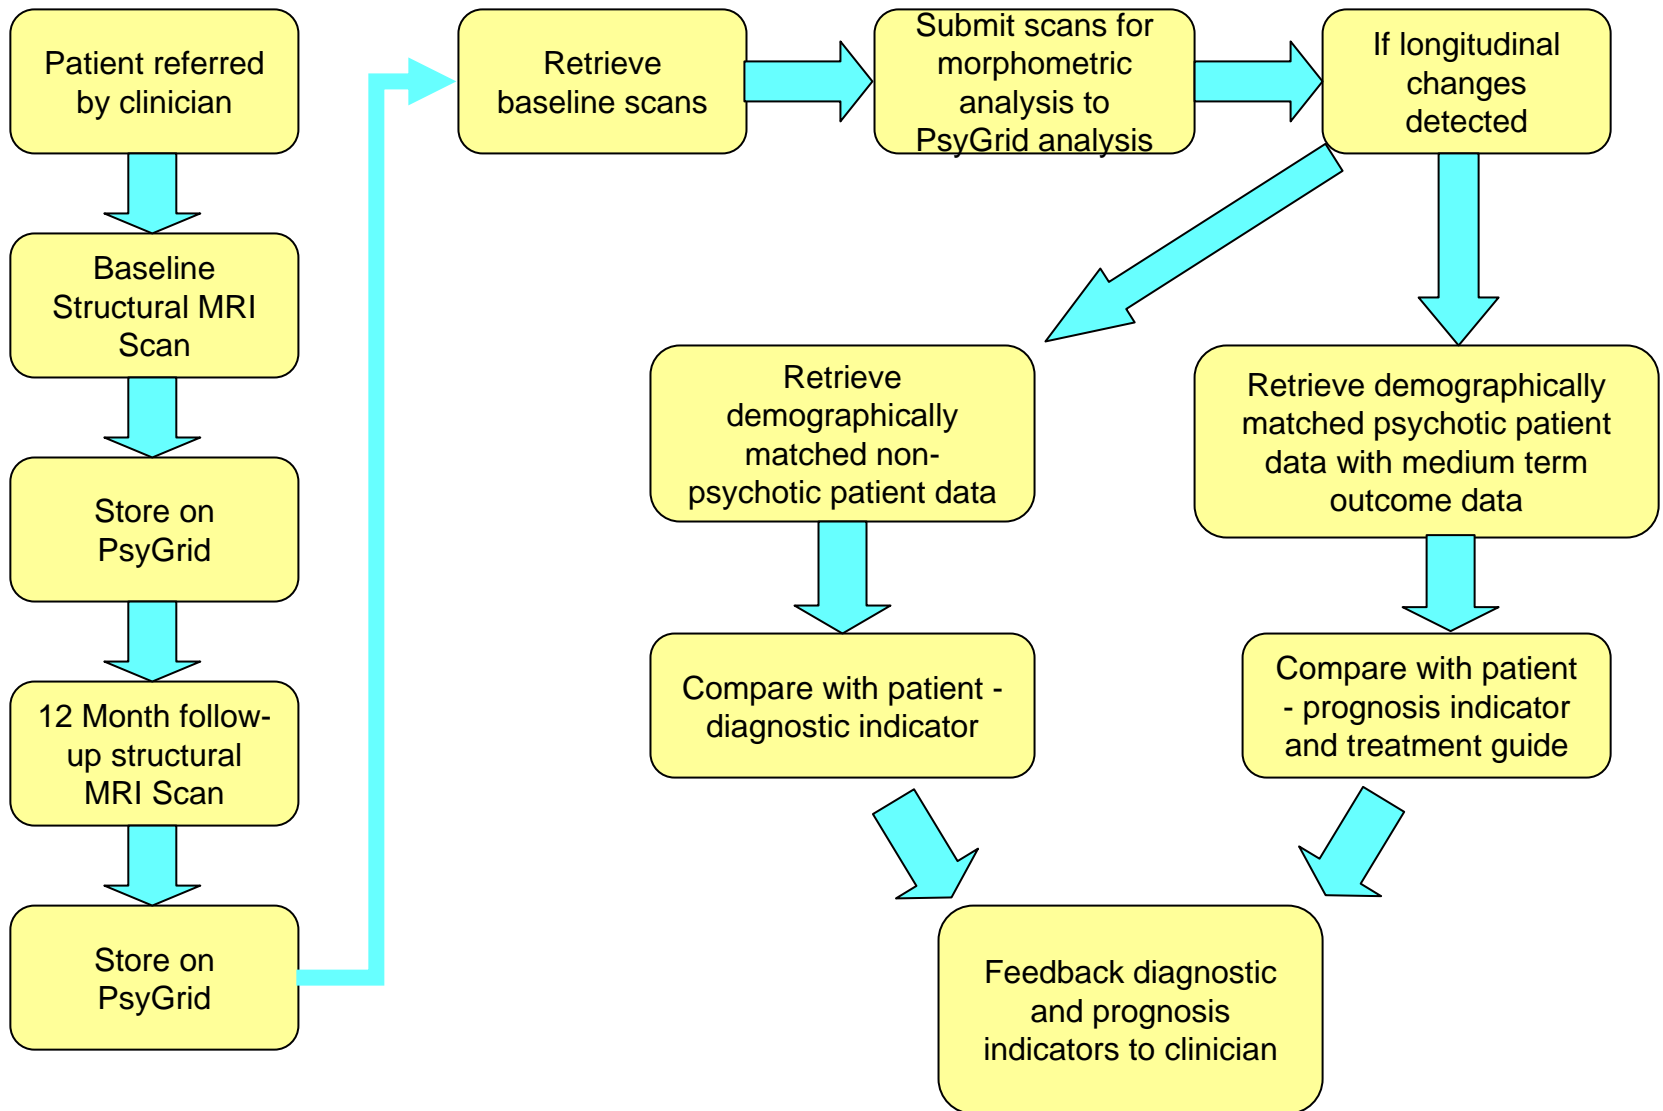 Patient referred
by clinician
Baseline
Structural MRI
Scan
Store on
PsyGrid
12 Month follow-
up structural
MRI Scan
Store on
PsyGrid
Retrieve
baseline scans
Submit scans for
morphometric
analysis to
PsyGrid analysis
If longitudinal
changes
detected
Retrieve
demographically
matched non-
psychotic patient data
Compare with patient -
diagnostic indicator
Retrieve demographically
matched psychotic patient
data with medium term
outcome data
Compare with patient
- prognosis indicator
and treatment guide
Feedback diagnostic
and prognosis
indicators to clinician